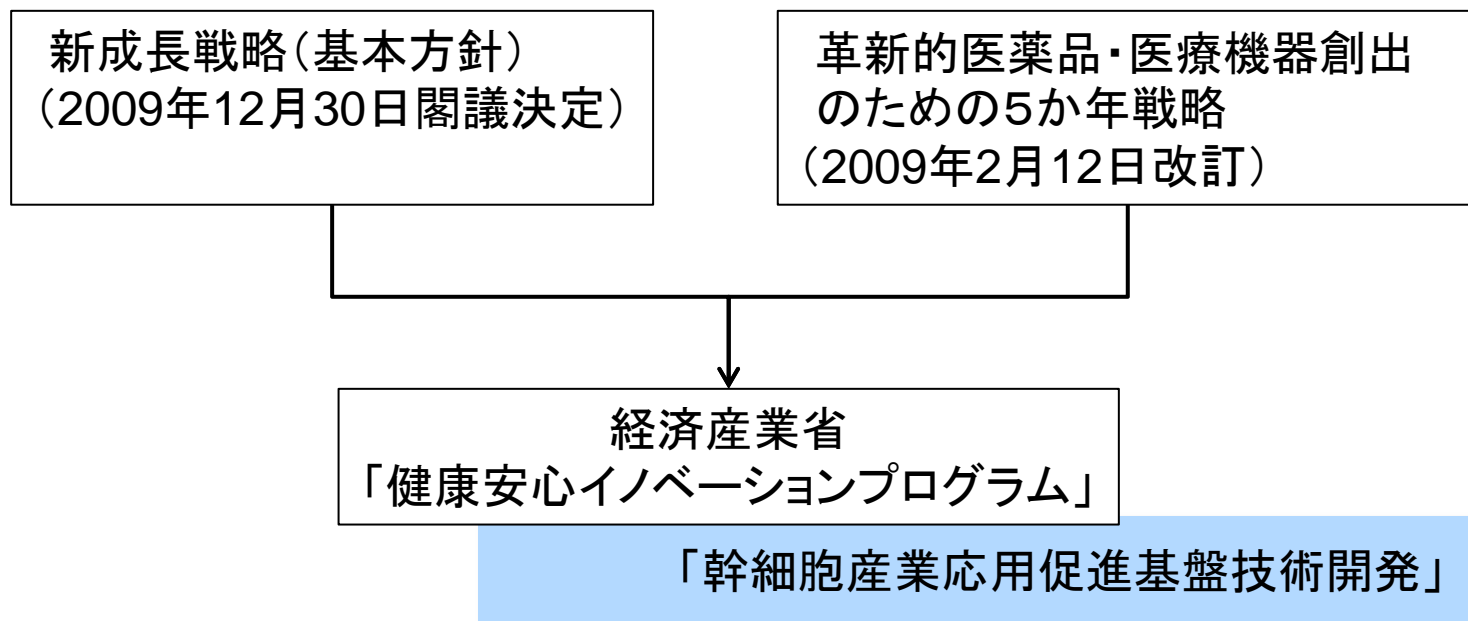 新成長戦略(基本方針)
(2009年12月30日閣議決定)
革新的医薬品・医療機器創出
のための5か年戦略
(2009年2月12日改訂)
経済産業省
「健康安心イノベーションプログラム」
「幹細胞産業応用促進基盤技術開発」